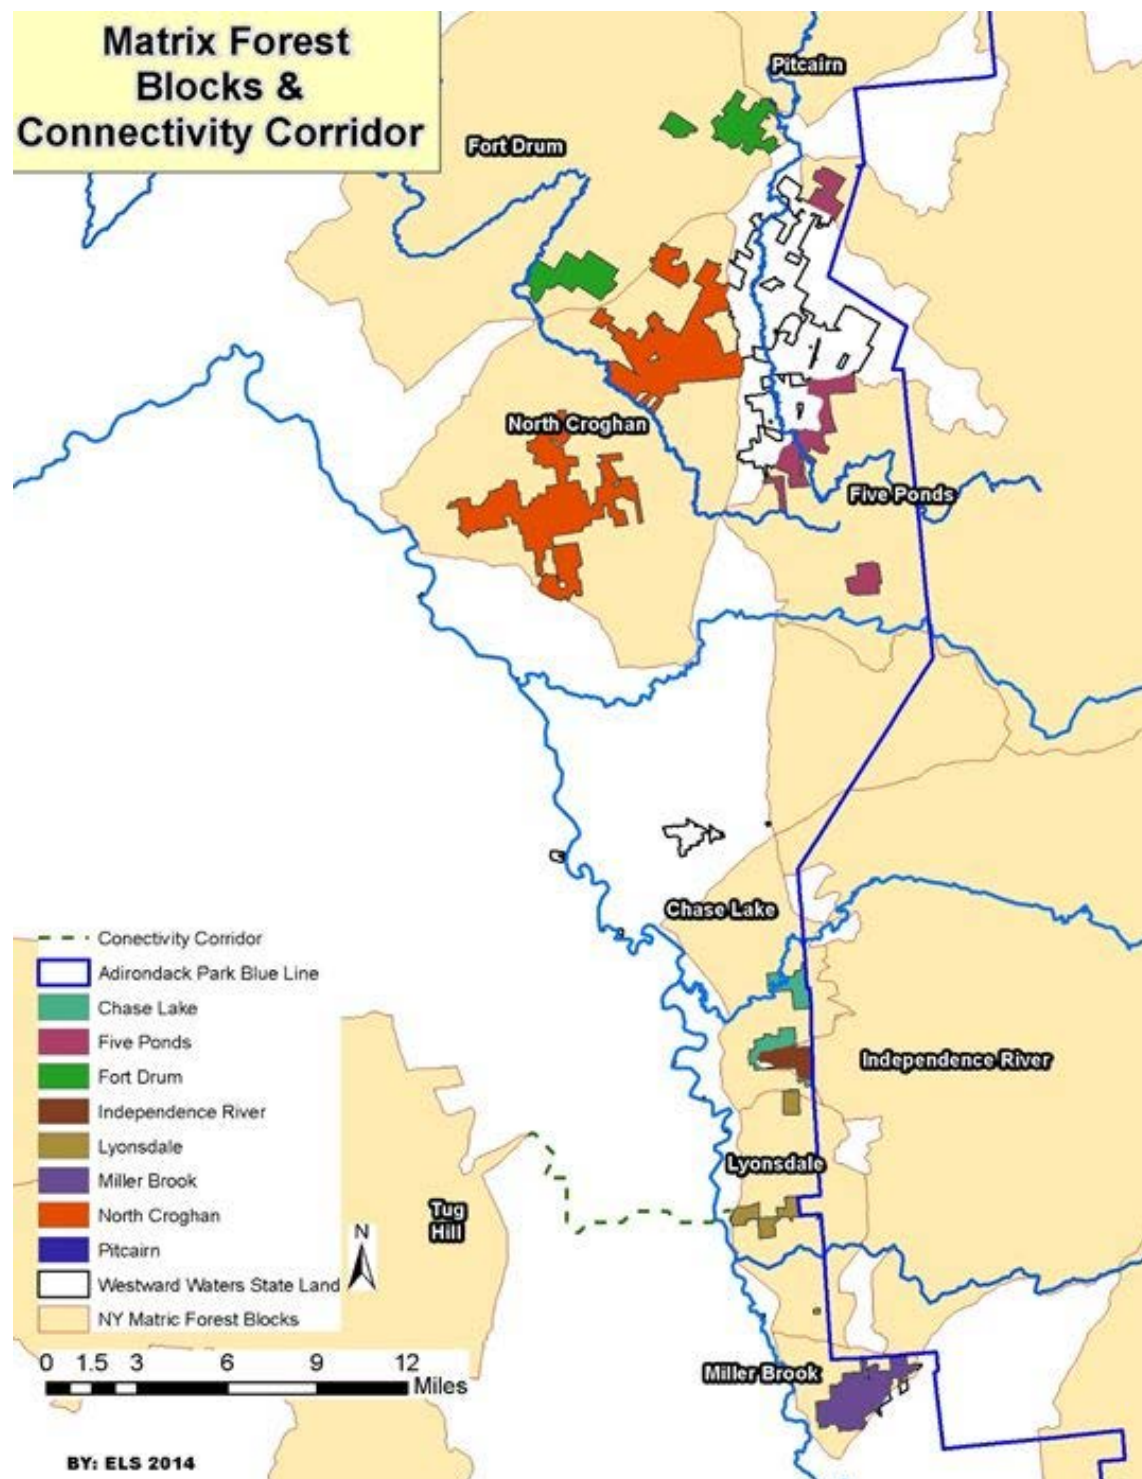 Matrix Forest
Blocks &
Connectivity Corridor
Pitcairn
Fort Drum
North Croghan
Five Ponds
Chase Lake
Independence River
Lyonsdale
Tug
Hill
Miller Brook
Conectivity Corridor
Adirondack Park Blue Line
Chase Lake
Five Ponds
Fort Drum
Independence River
Lyonsdale
Miller Brook
North Croghan
Pitcairn
Westward Waters State Land
NY Matric Forest Blocks
N
0 1.5 3 6 9 12
Miles
BY: ELS 2014